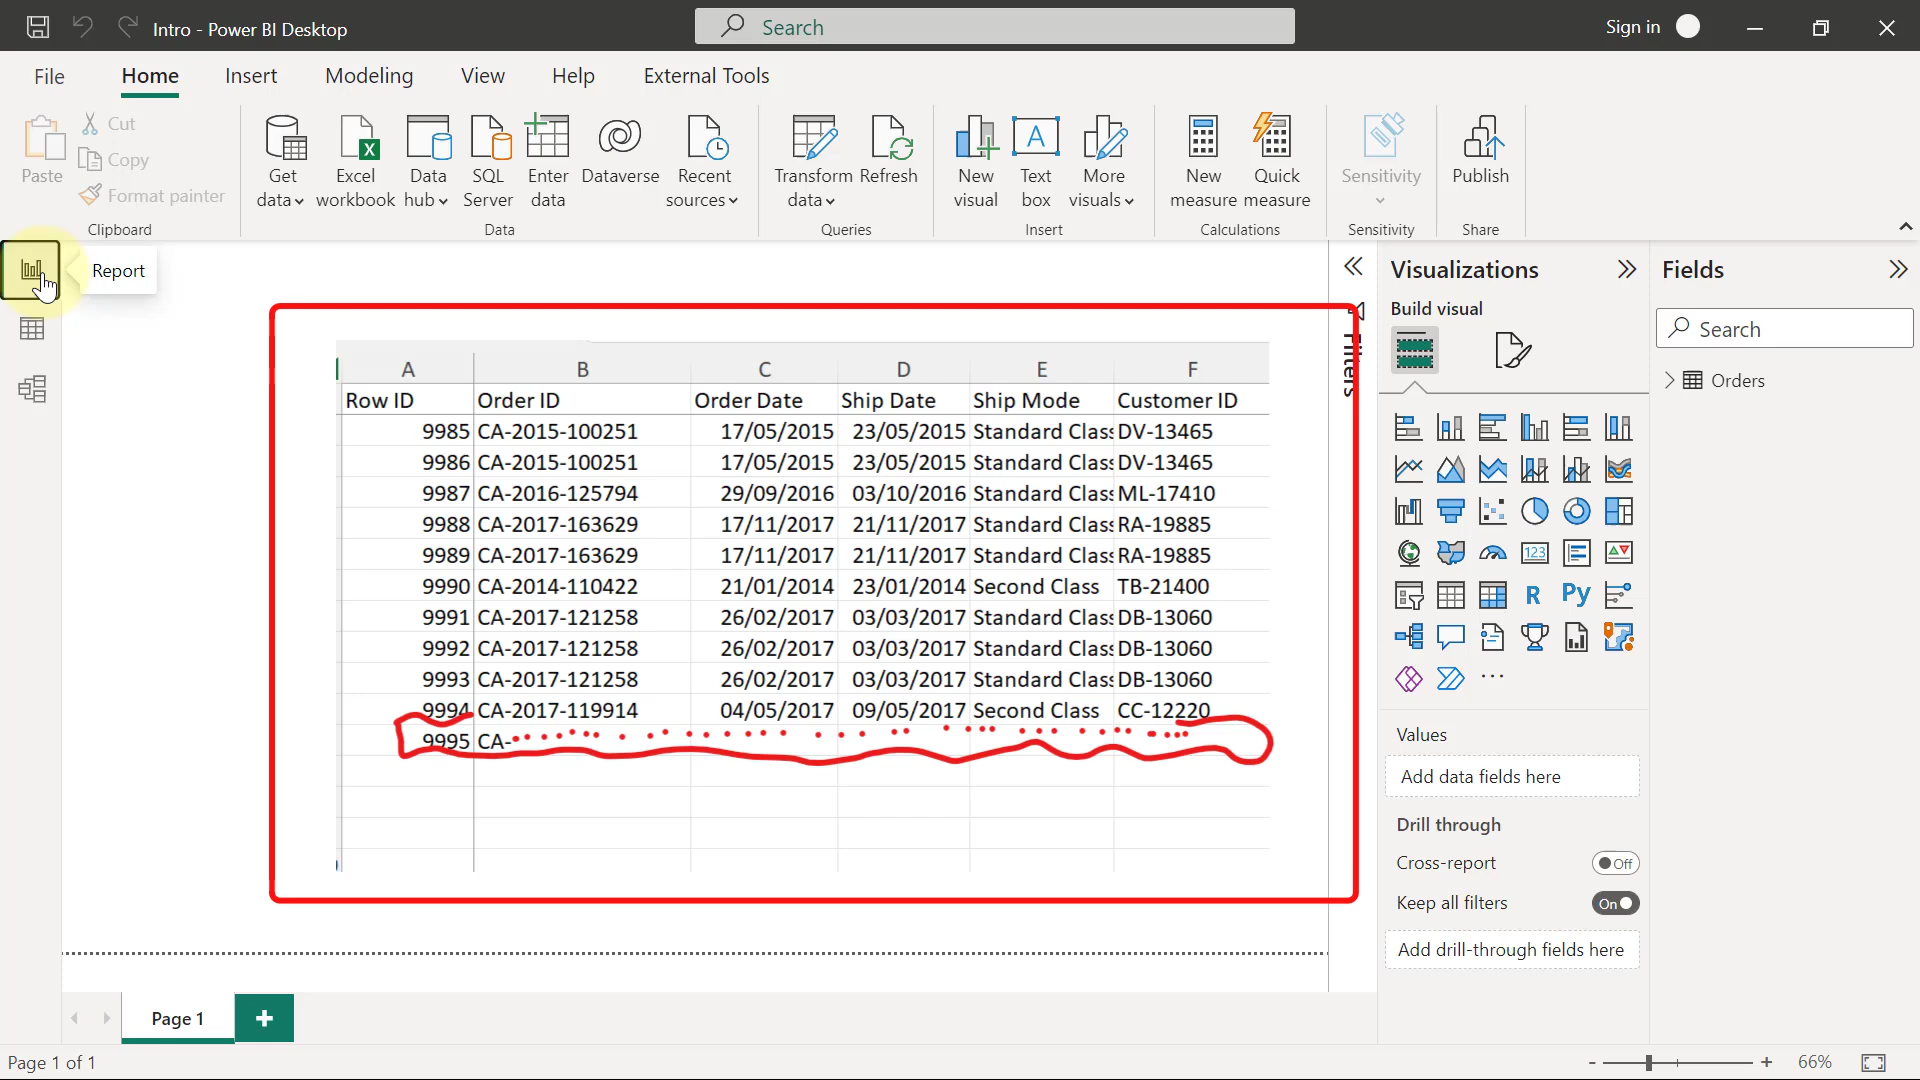 Intro - Power BI Desktop
Search
Sign in
File Home Insert Modeling View Help External Tools
Paste
Cut
Copy
Format painter
Clipboard
Get data
Excel workbook
Data hub
SQL Server
Enter data
Dataverse
Recent sources
Data
Transform data
Refresh
Queries
New visual
Text box
More visuals
Insert
New measure
Quick measure
Calculations
Sensitivity
Sensitivity
Publish
Share
Report
A B C D E F
Row ID Order ID Order Date Ship Date Ship Mode Customer ID
9985 CA-2015-100251 17/05/2015 23/05/2015 Standard Class DV-13465
9986 CA-2015-100251 17/05/2015 23/05/2015 Standard Class DV-13465
9987 CA-2016-125794 29/09/2016 03/10/2016 Standard Class ML-17410
9988 CA-2017-163629 17/11/2017 21/11/2017 Standard Class RA-19885
9989 CA-2017-163629 17/11/2017 21/11/2017 Standard Class RA-19885
9990 CA-2014-110422 21/01/2014 23/01/2014 Second Class TB-21400
9991 CA-2017-121258 26/02/2017 03/03/2017 Standard Class DB-13060
9992 CA-2017-121258 26/02/2017 03/03/2017 Standard Class DB-13060
9993 CA-2017-121258 26/02/2017 03/03/2017 Standard Class DB-13060
9994 CA-2017-119914 04/05/2017 09/05/2017 Second Class CC-12220
9995 CA-
Filters
Visualizations
Build visual
123
R
Py
Values
Add data fields here
Drill through
Cross-report Off
Keep all filters On
Add drill-through fields here
Fields
Search
Orders
Page 1
Page 1 of 1
66%